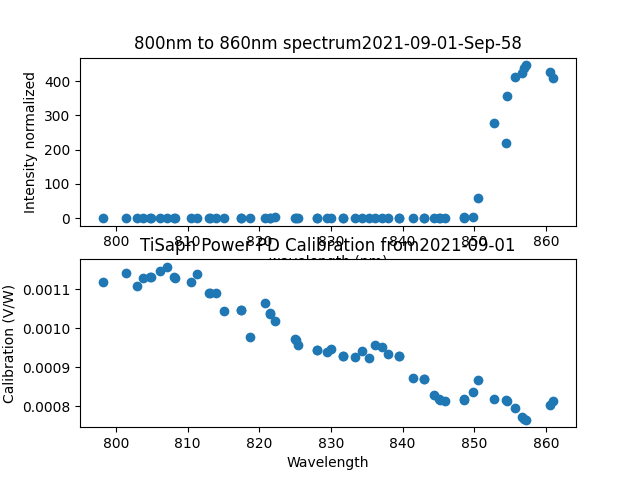 800nm to 860nm spectrum2021-09-01-Sep-58
Intensity normalized
400
300
200
100
0
800 810 820 830 840 850 860
wavelength (nm)
TiSaph Power PD Calibration from2021-09-01
Calibration (V/W)
0.0011
0.0010
0.0009
0.0008
800 810 820 830 840 850 860
Wavelength